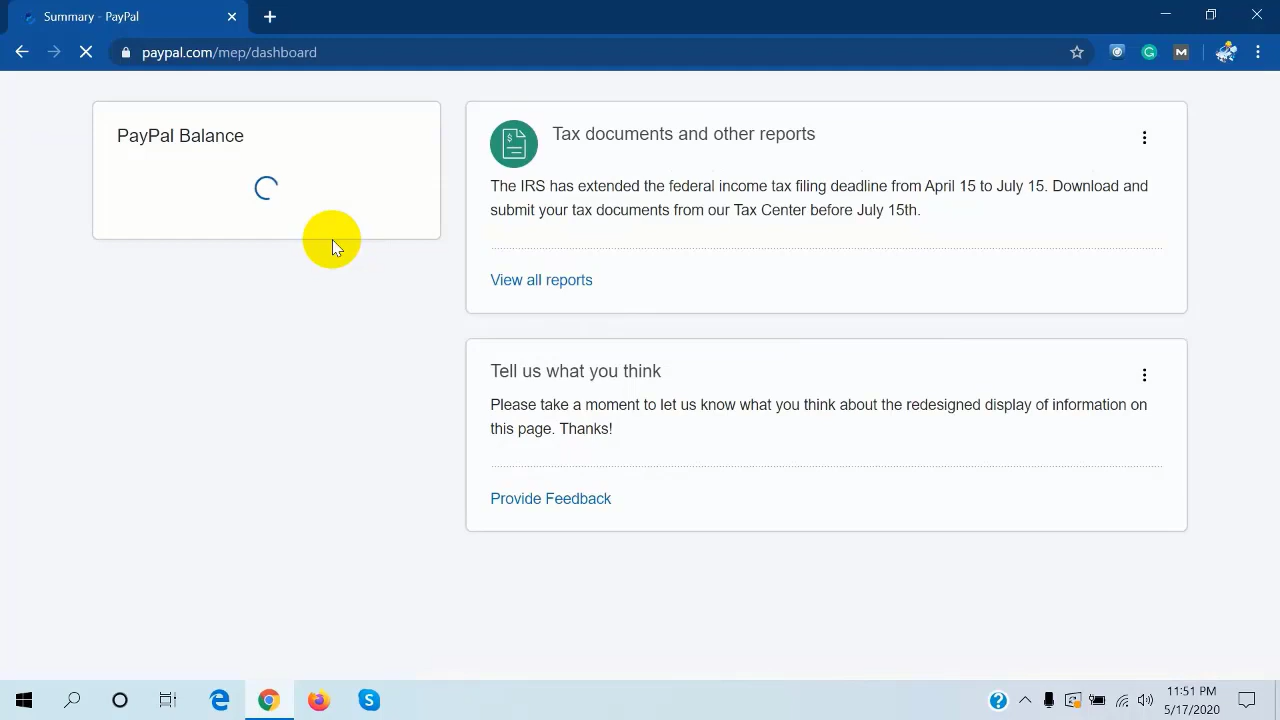 Summary - PayPal
paypal.com/mep/dashboard
M
PayPal Balance
Tax documents and other reports
The IRS has extended the federal income tax filing deadline from April 15 to July 15. Download and
submit your tax documents from our Tax Center before July 15th.
View all reports
Tell us what you think
Please take a moment to let us know what you think about the redesigned display of information on
this page. Thanks!
Provide Feedback
11:51 PM
5/17/2020